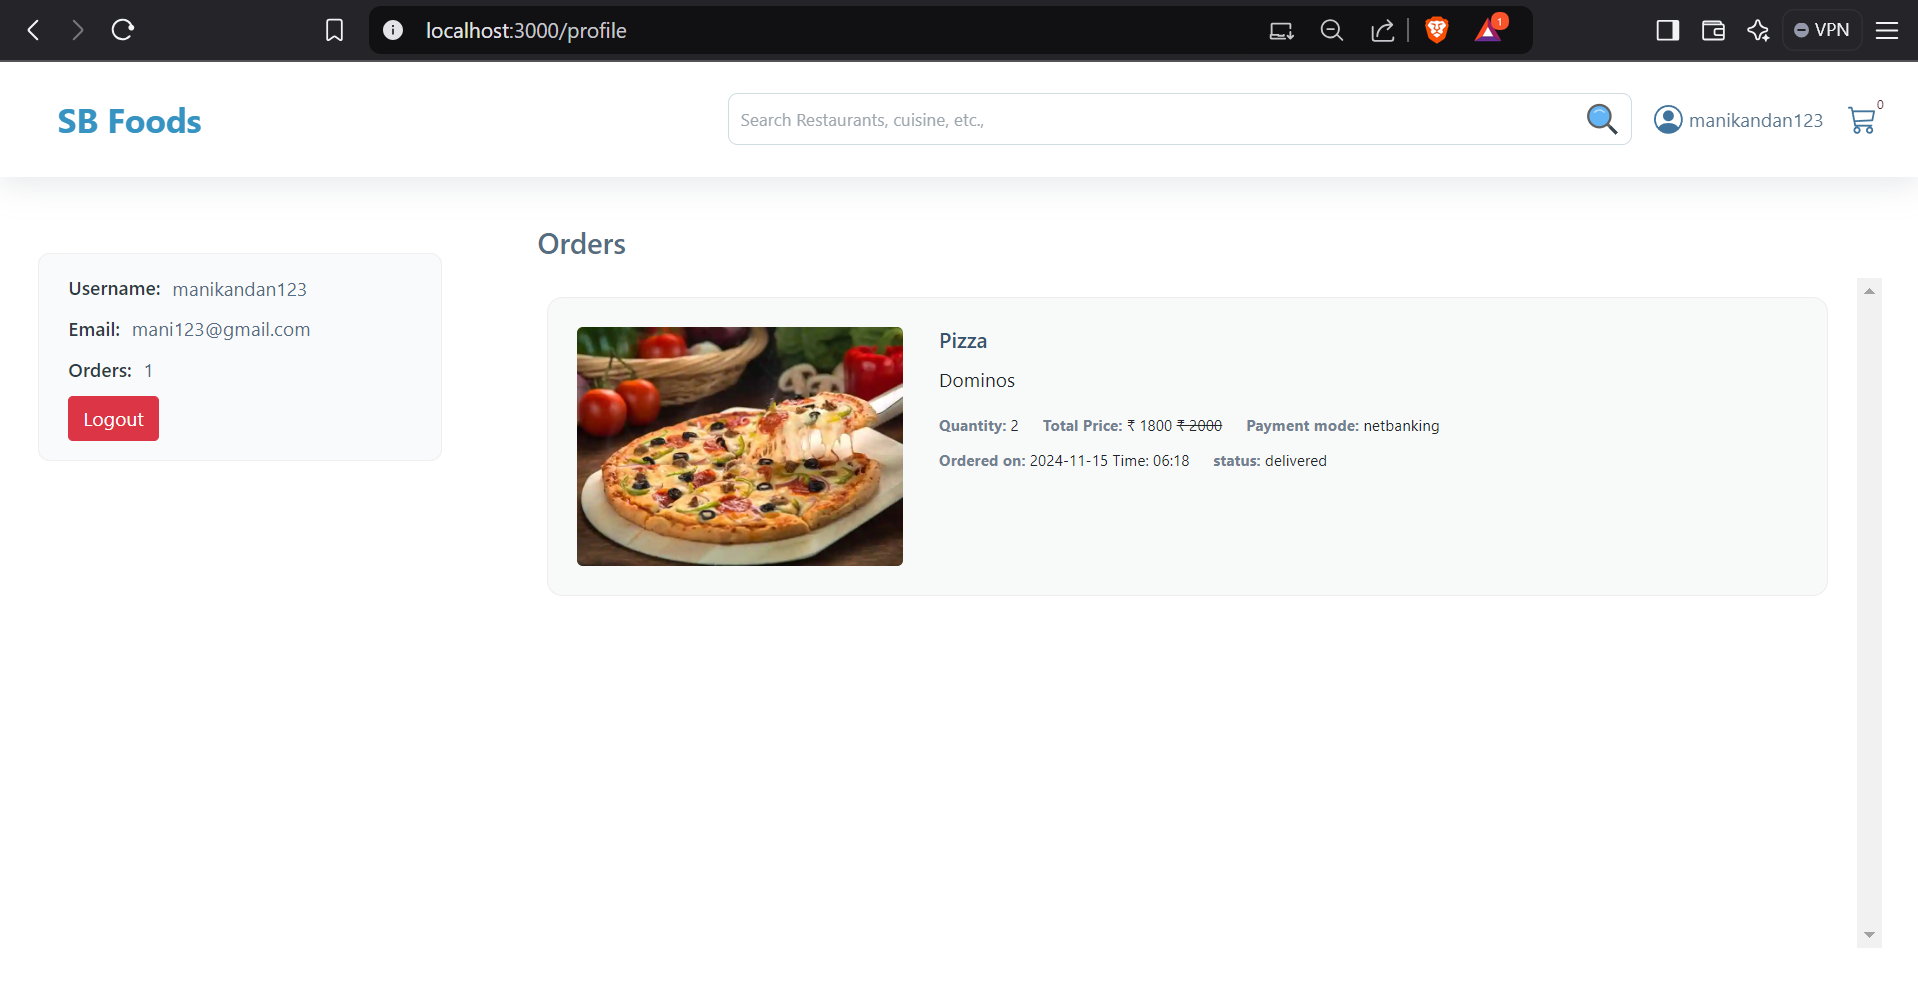 localhost:3000/profile
1
VPN
SB Foods
Search Restaurants, cuisine, etc.,
manikandan123
0
Username: manikandan123
Email: mani123@gmail.com
Orders: 1
Logout
Orders
Pizza
Dominos
Quantity: 2 Total Price: ₹ 1800 ₹ 2000 Payment mode: netbanking
Ordered on: 2024-11-15 Time: 06:18 status: delivered